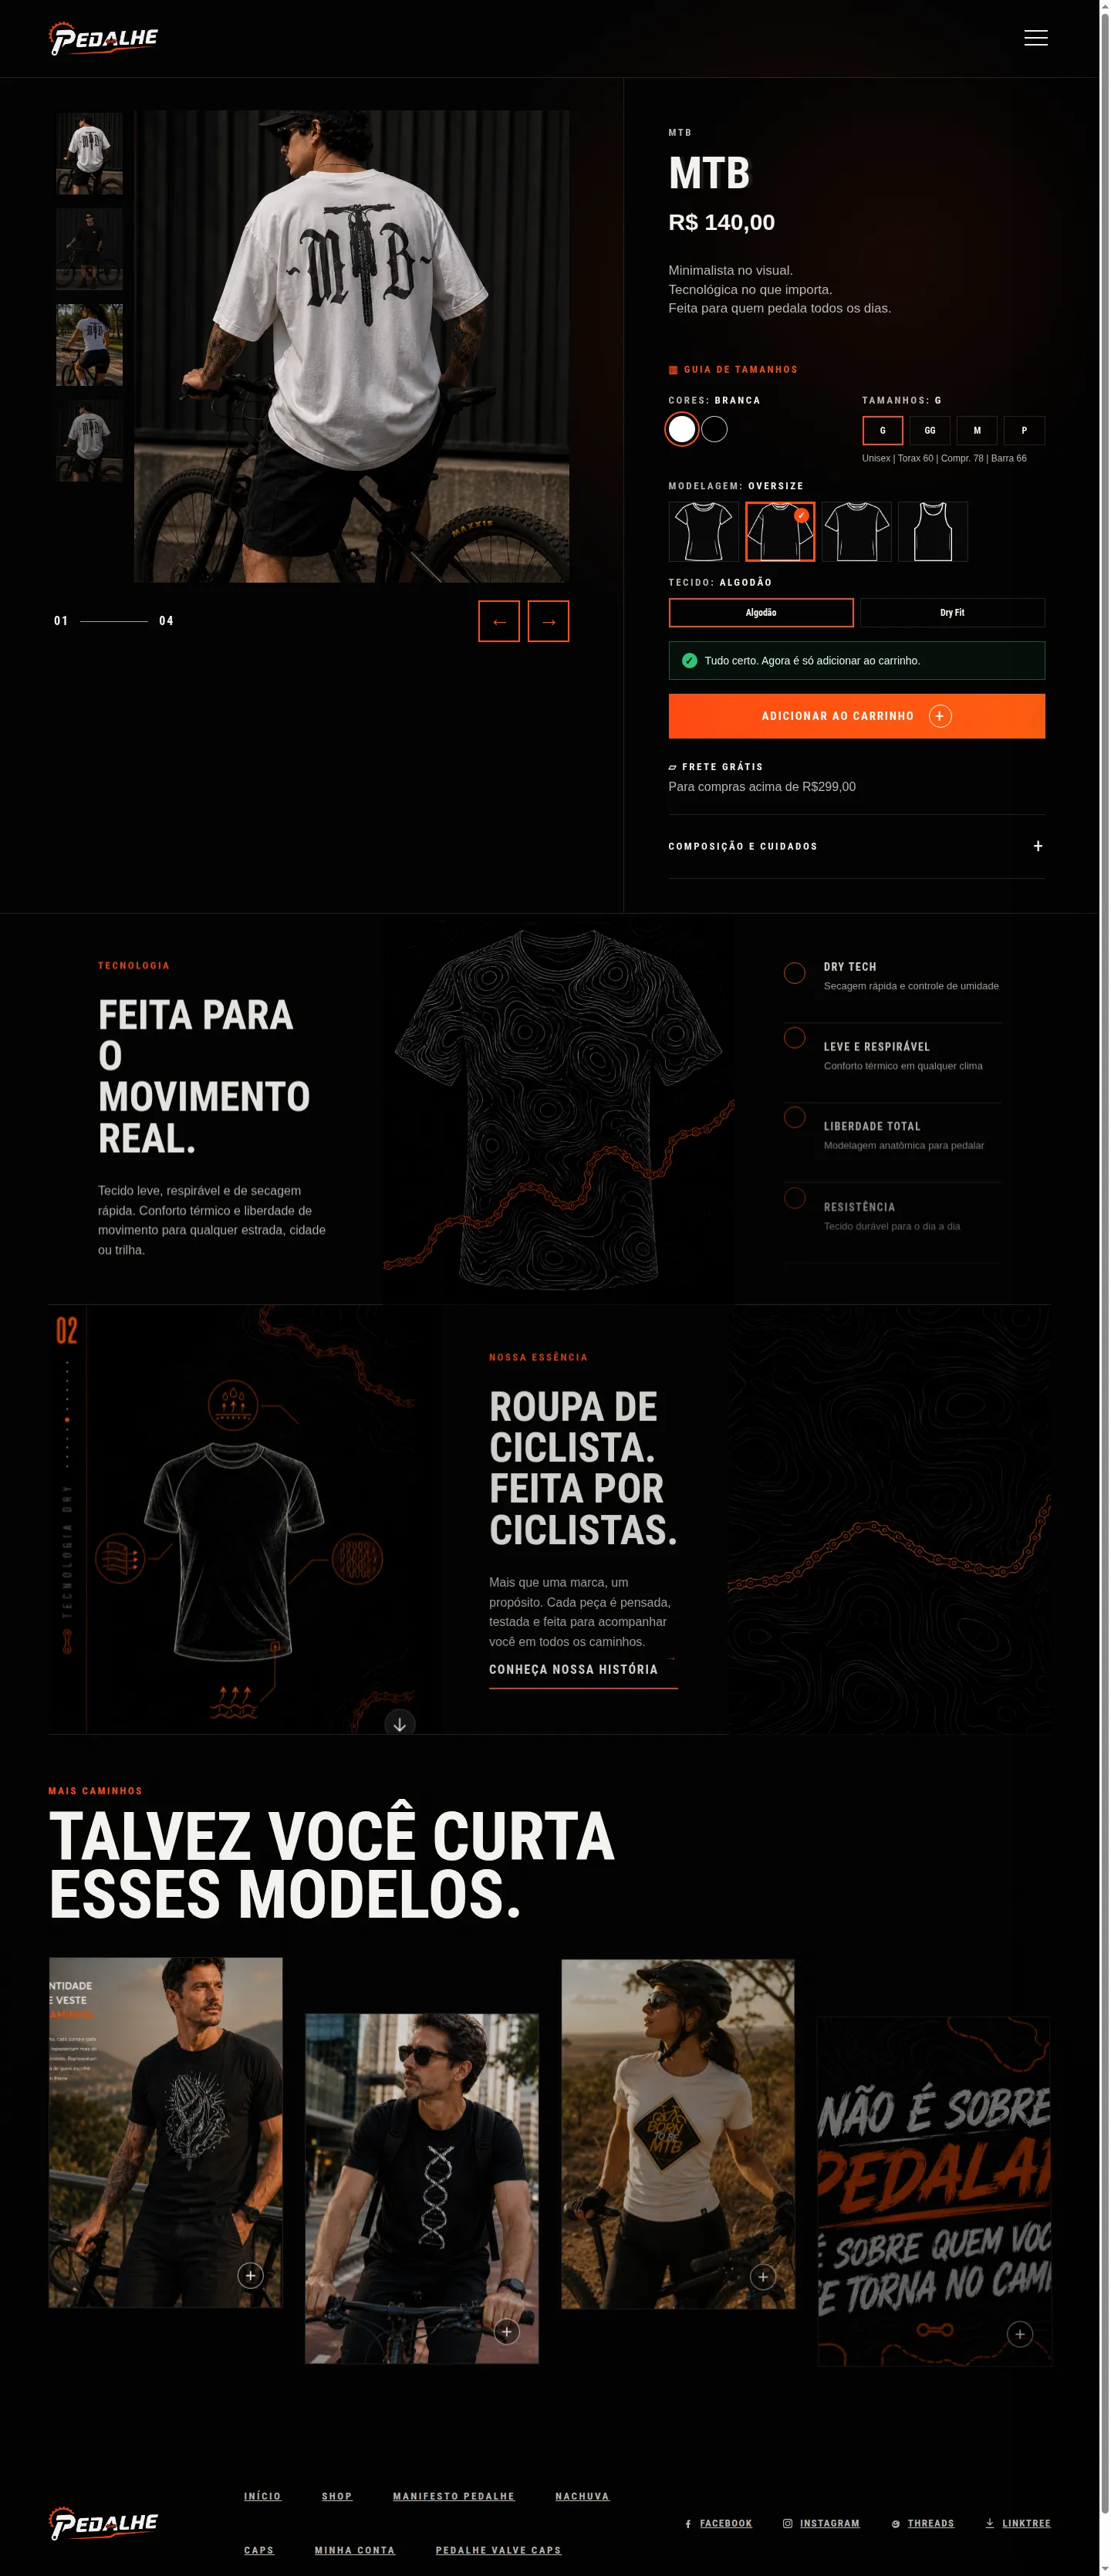 PEDALHE
MTB
MTB
R$ 140,00
Minimalista no visual.
Tecnológica no que importa.
Feita para quem pedala todos os dias.
GUIA DE TAMANHOS
CORES: BRANCA
TAMANHOS: G
G GG M P
Unisex | Torax 60 | Compr. 78 | Barra 66
MODELAGEM: OVERSIZE
TECIDO: ALGODÃO
Algodão Dry Fit
Tudo certo. Agora é só adicionar ao carrinho.
ADICIONAR AO CARRINHO +
FRETE GRÁTIS
Para compras acima de R$299,00
COMPOSIÇÃO E CUIDADOS +
MTB
MAXXIS
01 04
TECNOLOGIA
FEITA PARA
O
MOVIMENTO
REAL.
Tecido leve, respirável e de secagem
rápida. Conforto térmico e liberdade de
movimento para qualquer estrada, cidade
ou trilha.
DRY TECH
Secagem rápida e controle de umidade
LEVE E RESPIRÁVEL
Conforto térmico em qualquer clima
LIBERDADE TOTAL
Modelagem anatômica para pedalar
RESISTÊNCIA
Tecido durável para o dia a dia
02
TECNOLOGIA DRY
NOSSA ESSÊNCIA
ROUPA DE
CICLISTA.
FEITA POR
CICLISTAS.
Mais que uma marca, um
propósito. Cada peça é pensada,
testada e feita para acompanhar
você em todos os caminhos.
CONHEÇA NOSSA HISTÓRIA →
MAIS CAMINHOS
TALVEZ VOCÊ CURTA
ESSES MODELOS.
NTIDADE
E VESTE
BORN
TO BE
MTB
NÃO É SOBRE
PEDALAR
É SOBRE QUEM VOC
E TORNA NO CAMI
PEDALHE
INÍCIO SHOP MANIFESTO PEDALHE NACHUVA
CAPS MINHA CONTA PEDALHE VALVE CAPS
FACEBOOK INSTAGRAM THREADS LINKTREE